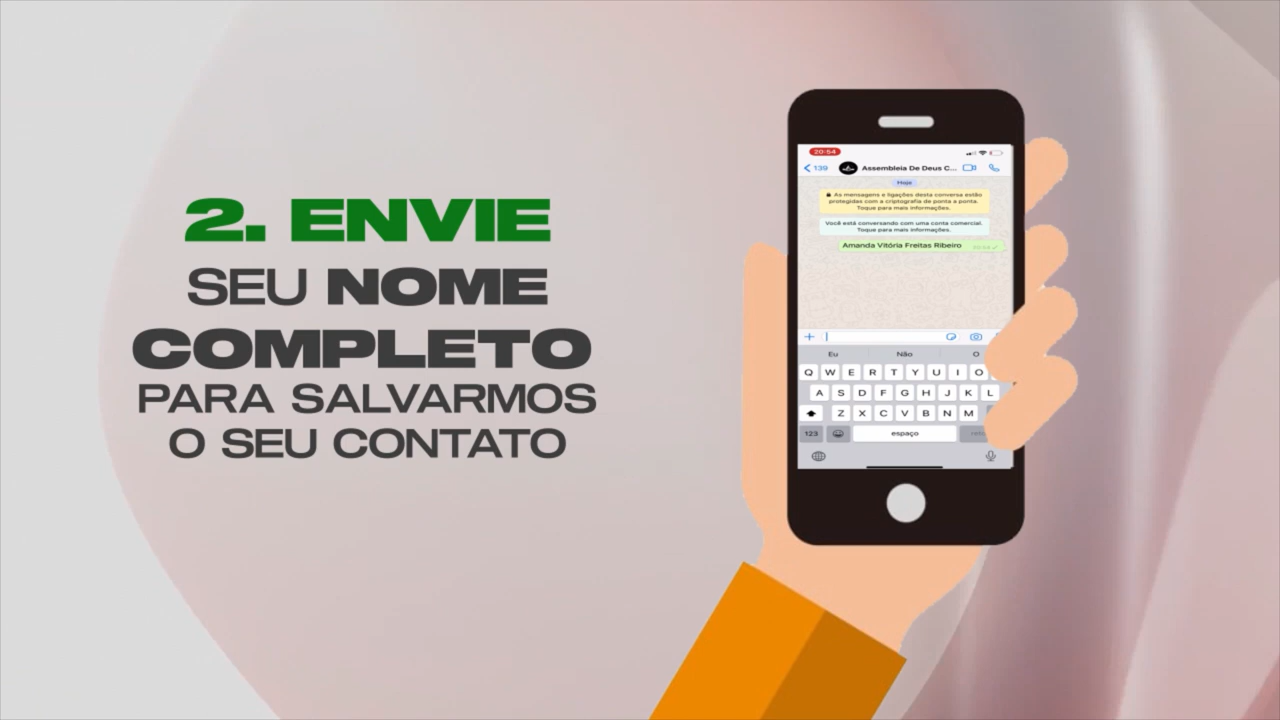 2. ENVIE
SEU NOME
COMPLETO
PARA SALVARMOS
O SEU CONTATO
20:54
139
Assembleia De Deus C...
Hoje
As mensagens e ligações desta conversa estão
protegidas com a criptografia de ponta a ponta.
Toque para mais informações.
Você está conversando com uma conta comercial.
Toque para mais informações.
Amanda Vitória Freitas Ribeiro
Eu Não O
Q W E R T Y U I O
A S D F G H J K L
Z X C V B N M
123 espaço